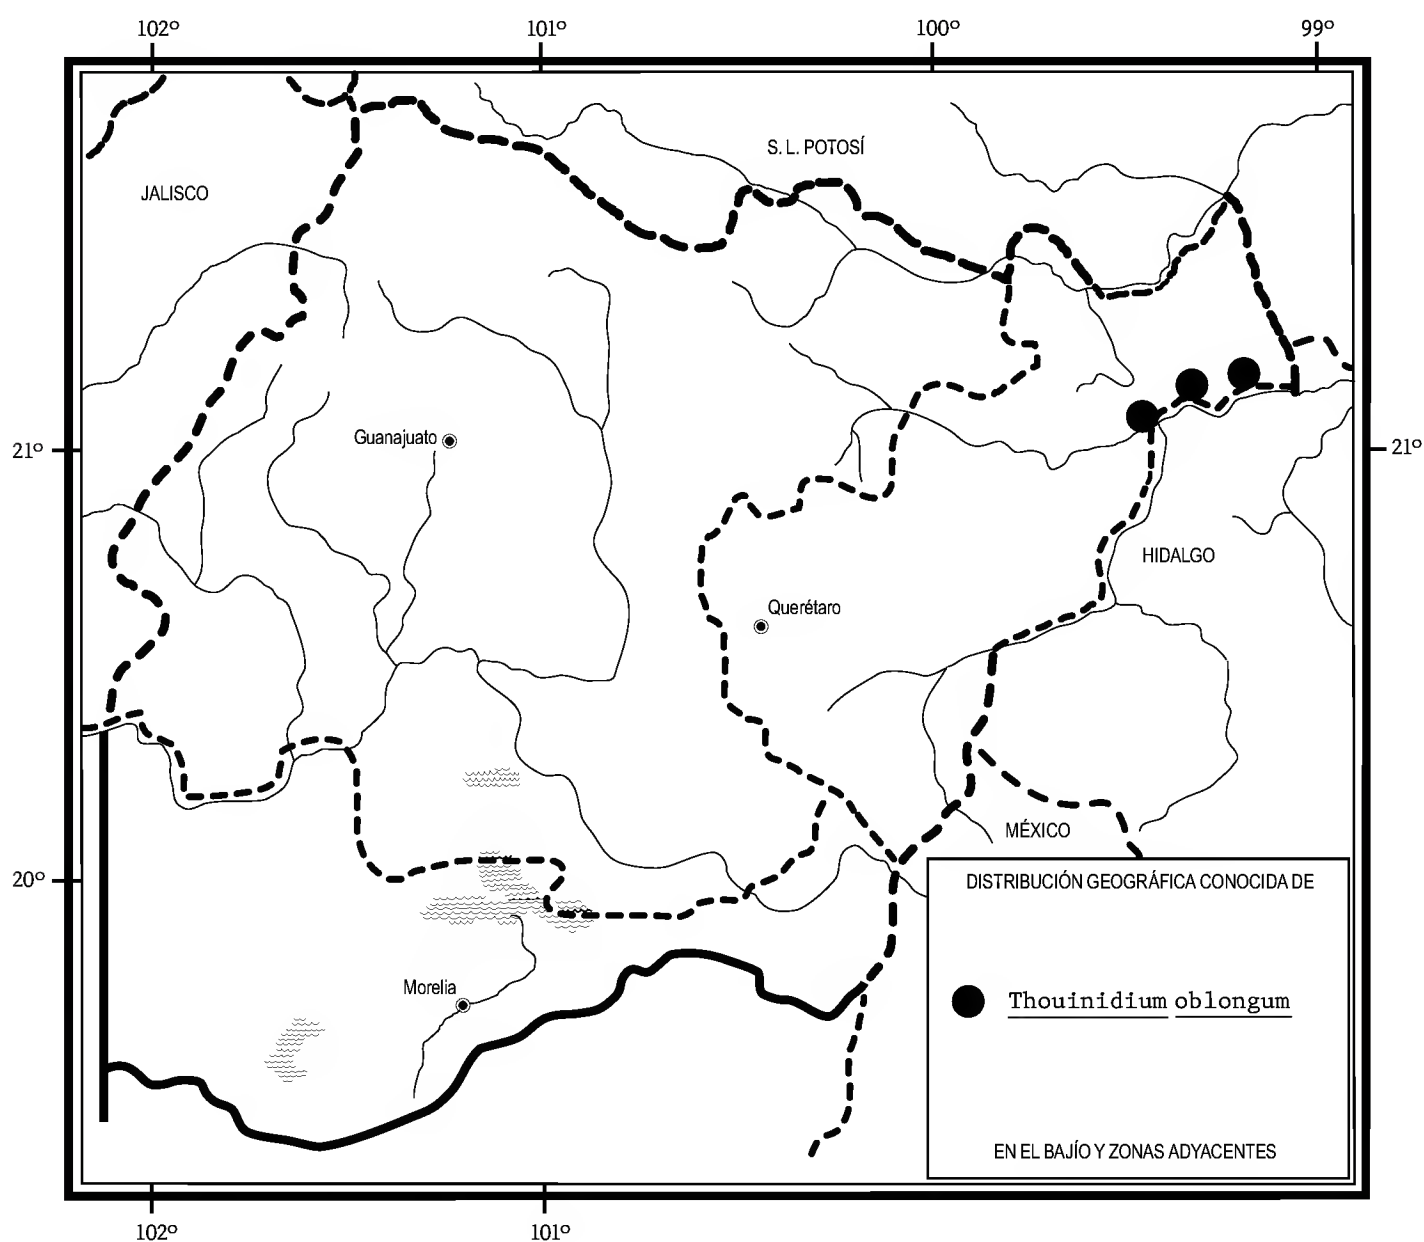 102º 101º 100º 99º
S. L. POTOSÍ
JALISCO
Guanajuato
21º
21º
HIDALGO
Querétaro
MÉXICO
20º
DISTRIBUCIÓN GEOGRÁFICA CONOCIDA DE
Morelia
Thouinidium oblongum
EN EL BAJÍO Y ZONAS ADYACENTES
102º 101º